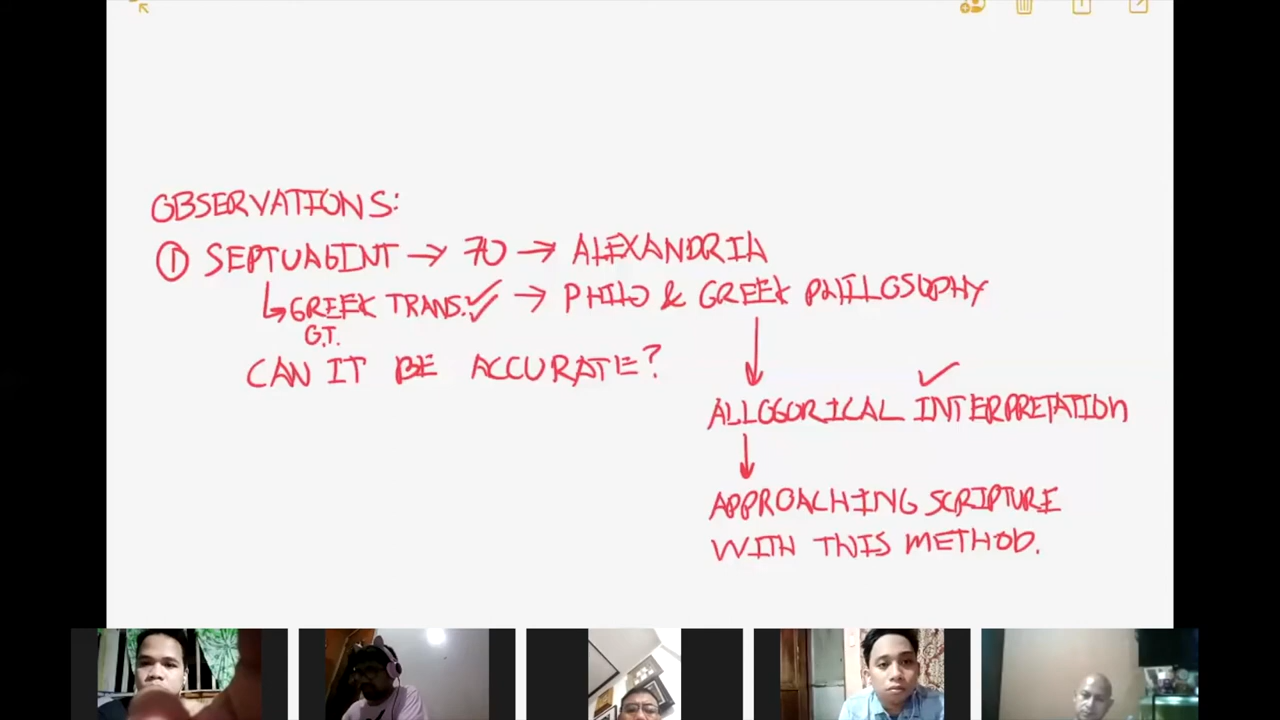 OBSERVATIONS:
① SEPTUAGINT → 70 → ALEXANDRIA
↳ GREEK TRANS. ✓ → PHILO & GREEK PHILOSOPHY
G.T.
CAN IT BE ACCURATE?
ALLOGORICAL INTERPRETATION
APPROACHING SCRIPTURE
WITH THIS METHOD.